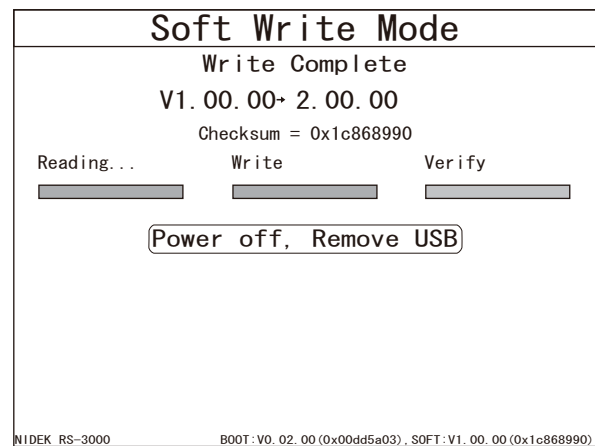 Soft Write Mode
Write Complete
V1.00.00→ 2.00.00
Checksum = 0x1c868990
Reading... Write Verify
Power off, Remove USB
NIDEK RS-3000 BOOT:V0.02.00(0x00dd5a03),SOFT:V1.00.00(0x1c868990)